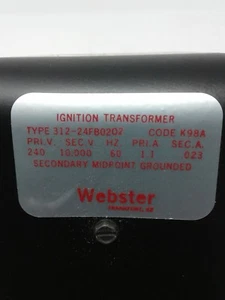 IGNITION TRANSFORMER
TYPE 312-24FB0202 CODE K98A
PRI.V. SEC.V. HZ. PRI.A. SEC.A.
240 10,000 60 1.1 .023
SECONDARY MIDPOINT GROUNDED
Webster